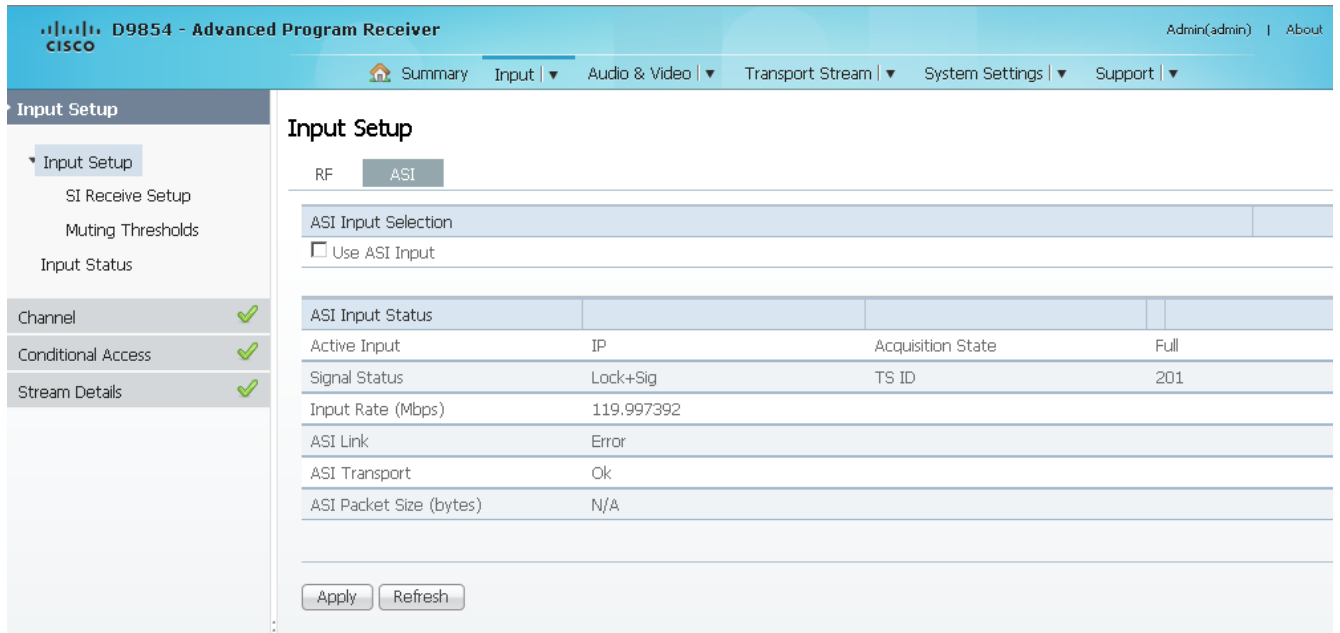 CISCO D9854 - Advanced Program Receiver
Admin(admin) | About
Summary Input | Audio & Video | Transport Stream | System Settings | Support |
Input Setup
Input Setup
SI Receive Setup
Muting Thresholds
Input Status
Channel
Conditional Access
Stream Details
Input Setup
RF ASI
ASI Input Selection
Use ASI Input
ASI Input Status
Active Input IP Acquisition State Full
Signal Status Lock+Sig TS ID 201
Input Rate (Mbps) 119.997392
ASI Link Error
ASI Transport Ok
ASI Packet Size (bytes) N/A
Apply Refresh